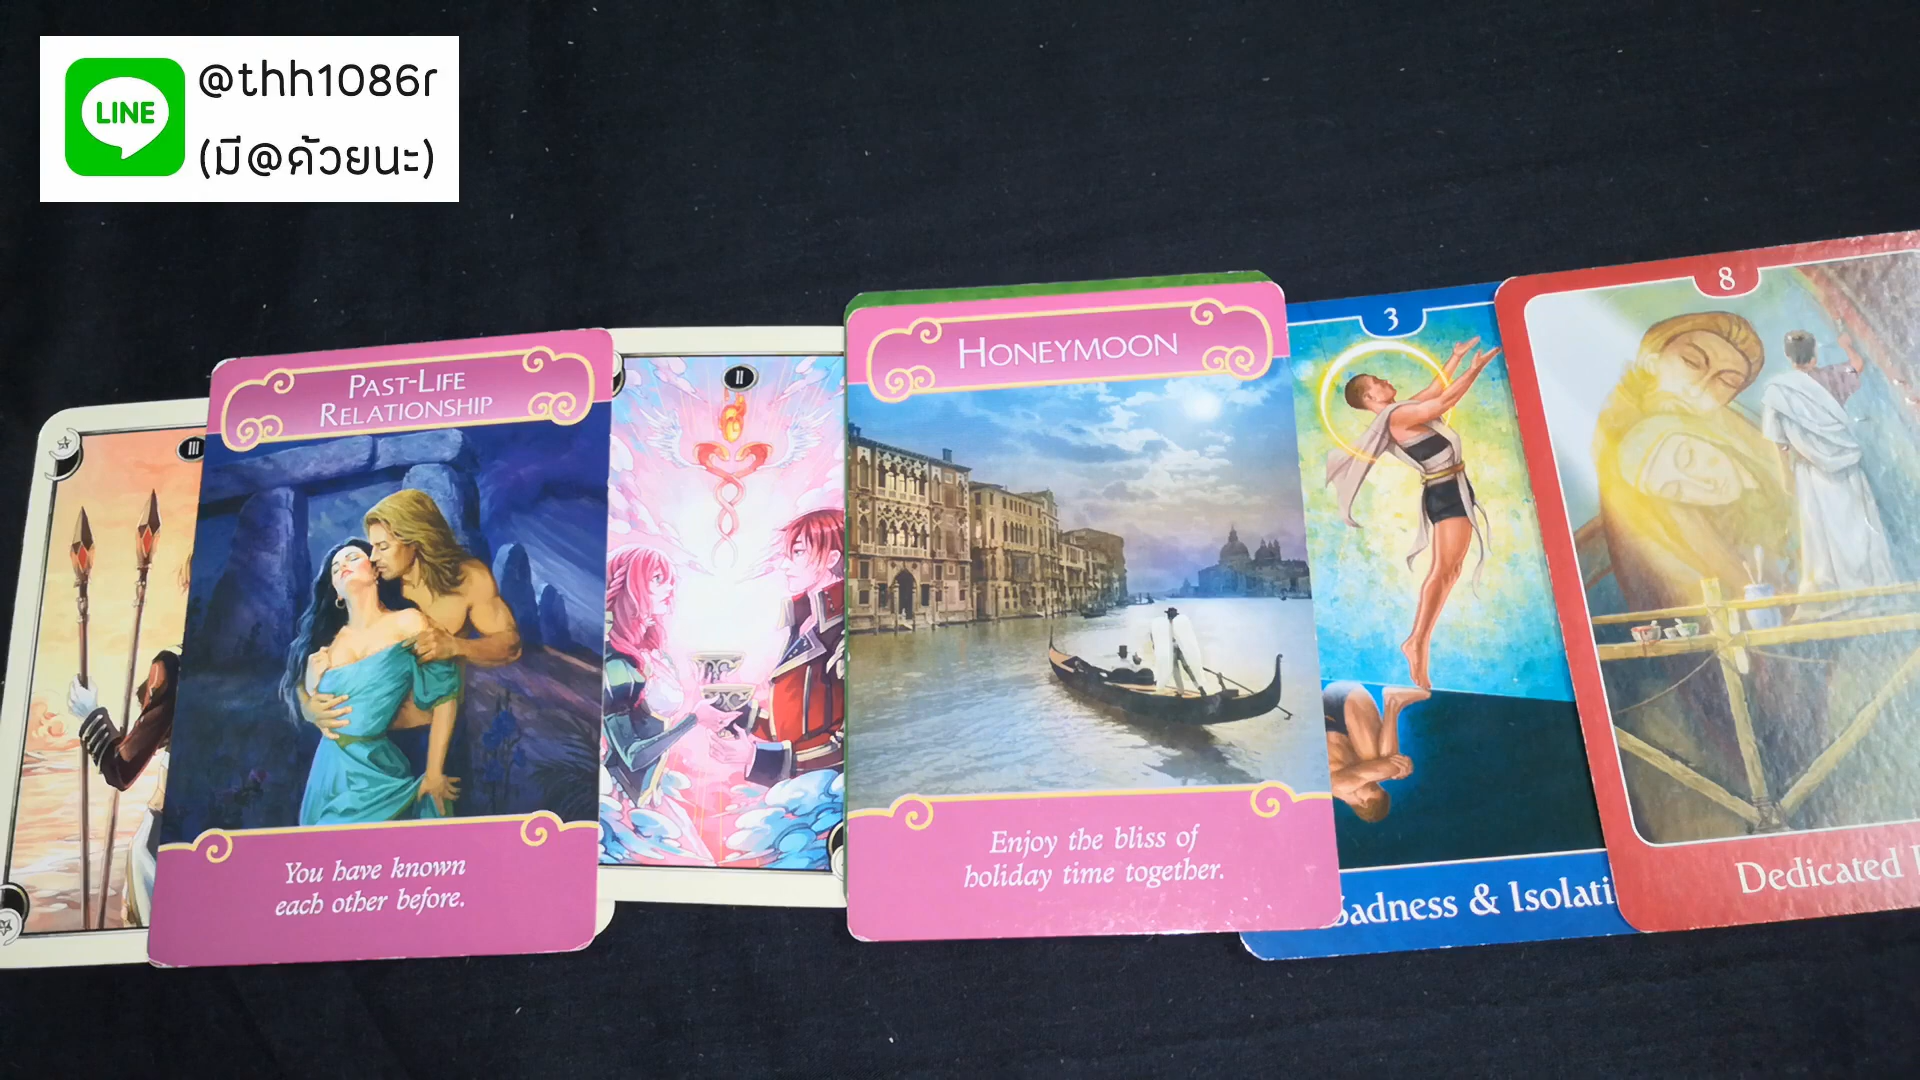 LINE
@thh1086r
(มี@ด้วยนะ)
III
PAST-LIFE
RELATIONSHIP
You have known
each other before.
II
HONEYMOON
Enjoy the bliss of
holiday time together.
3
Sadness & Isolati
8
Dedicated